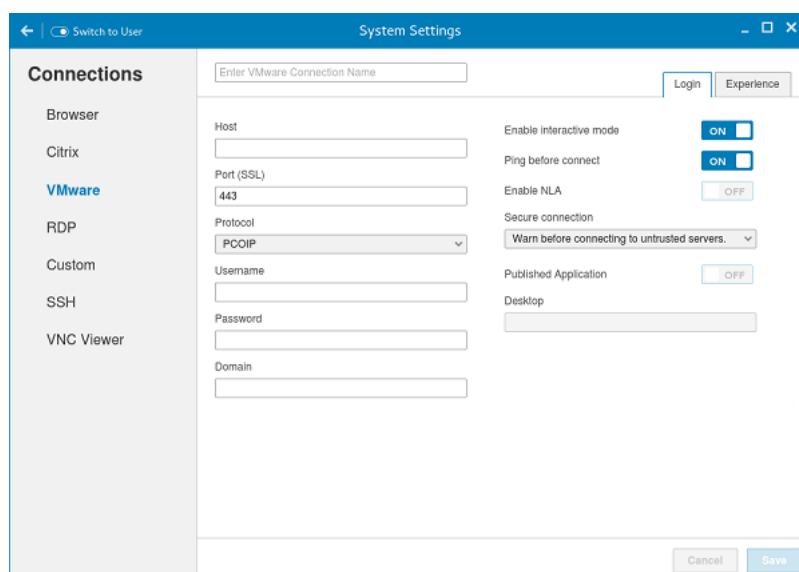 Switch to User
System Settings
Connections
Browser
Citrix
VMware
RDP
Custom
SSH
VNC Viewer
Enter VMware Connection Name
Login
Experience
Host
Port (SSL)
443
Protocol
PCOIP
Username
Password
Domain
Enable interactive mode
ON
Ping before connect
ON
Enable NLA
OFF
Secure connection
Warn before connecting to untrusted servers.
Published Application
OFF
Desktop
Cancel
Save